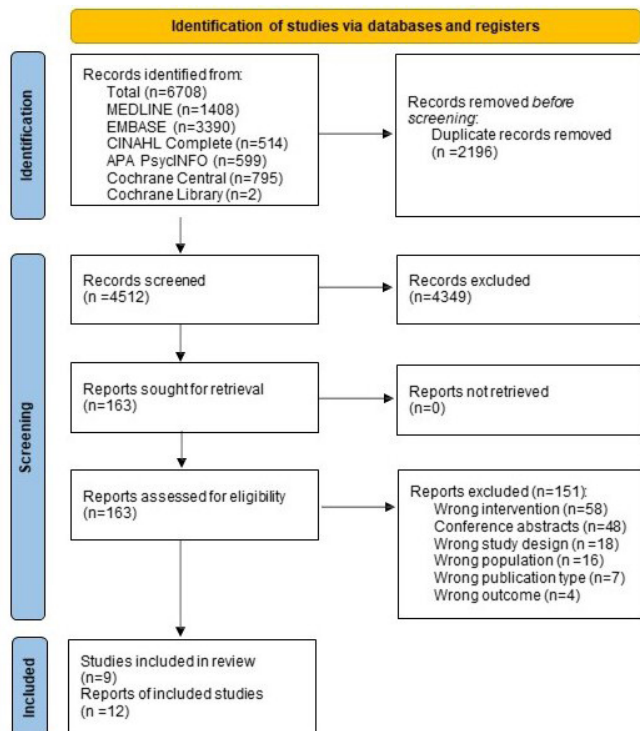 Identification of studies via databases and registers
Identification
Records identified from:
Total (n=6708)
MEDLINE (n=1408)
EMBASE (n=3390)
CINAHL Complete (n=514)
APA PsycINFO (n=599)
Cochrane Central (n=795)
Cochrane Library (n=2)
Records removed before
screening:
Duplicate records removed
(n =2196)
Screening
Records screened
(n =4512)
Records excluded
(n=4349)
Reports sought for retrieval
(n=163)
Reports not retrieved
(n=0)
Reports assessed for eligibility
(n=163)
Reports excluded (n=151):
Wrong intervention (n=58)
Conference abstracts (n=48)
Wrong study design (n =18)
Wrong population (n =16)
Wrong publication type (n=7)
Wrong outcome (n=4)
Included
Studies included in review
(n=9)
Reports of included studies
(n =12)